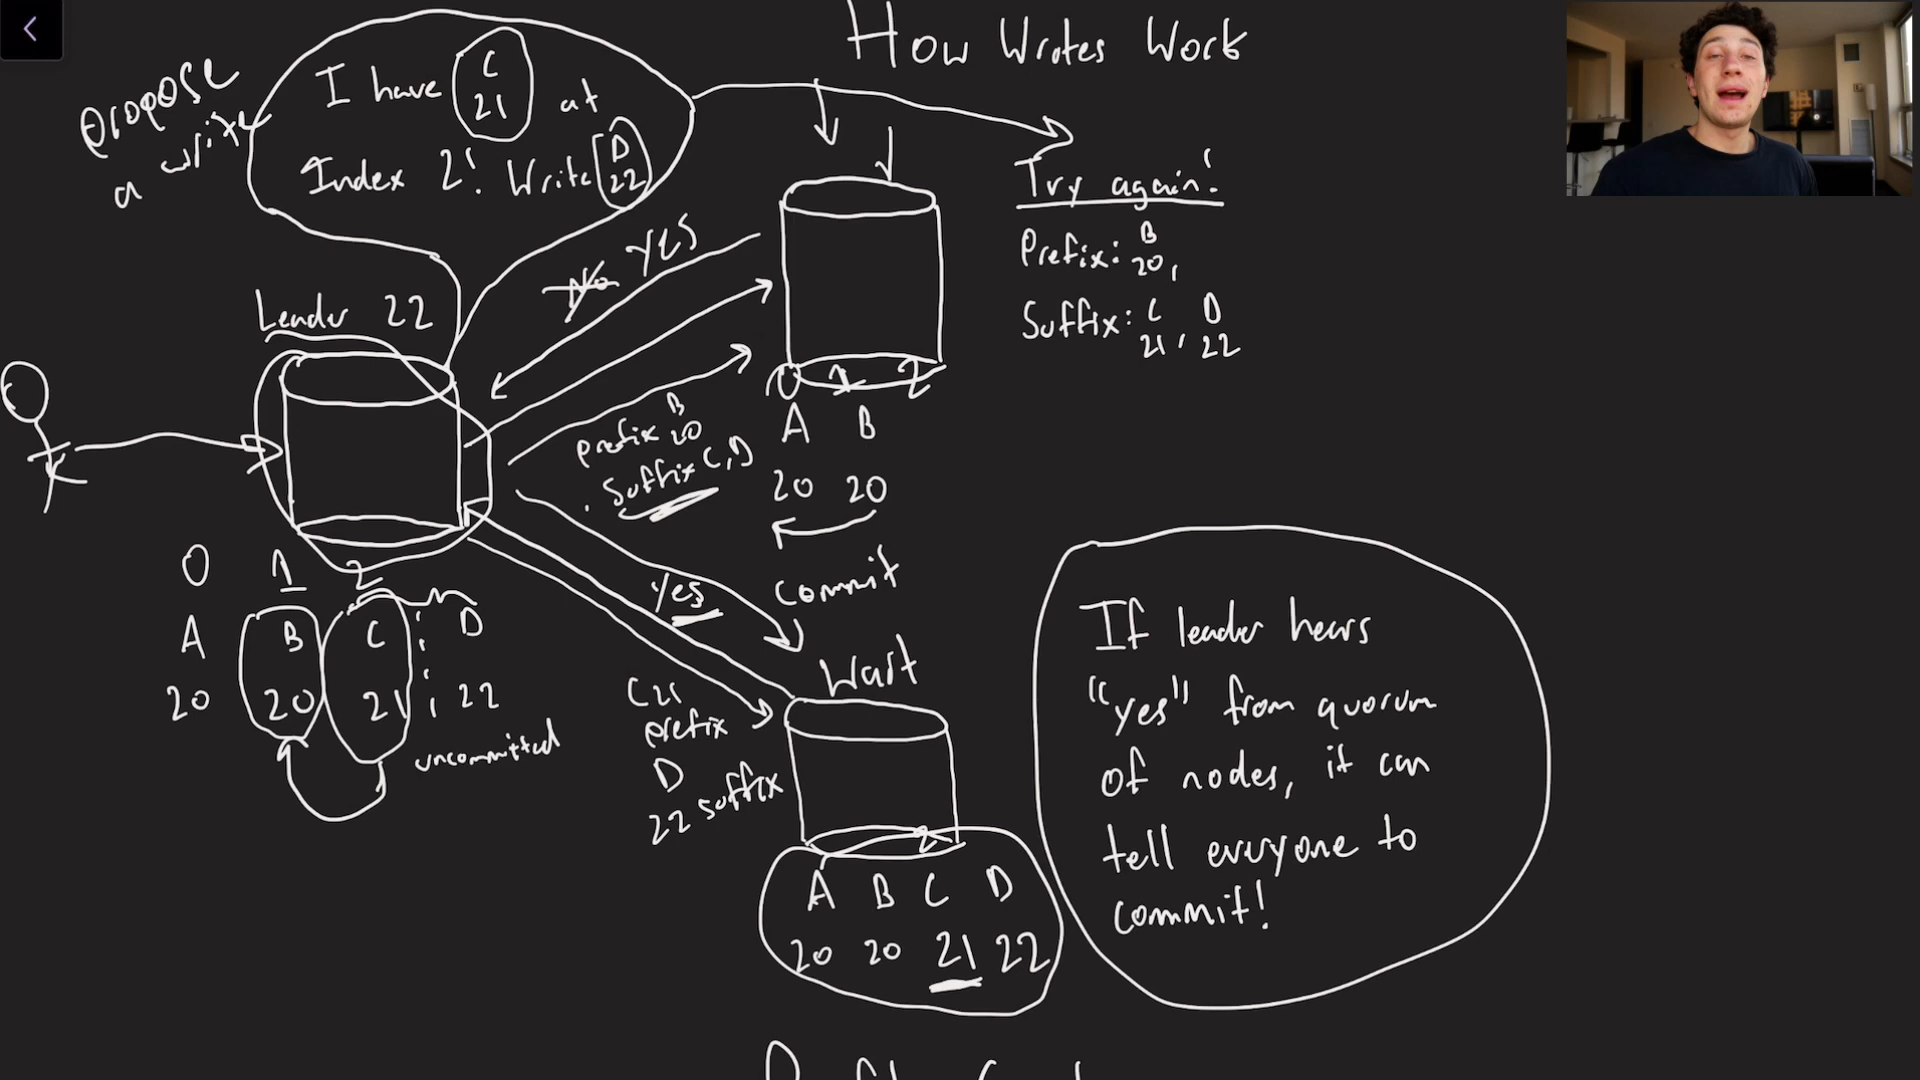 How Writes Work
propose
a write
I have C
21 at
Index 2! Write D
22
Try again!
Prefix: B
20,
Suffix: C D
21, 22
No YES
Leader 22
prefix B
20
Suffix C, D
0 1 2
A B
20 20
commit
0 1 2
A B C D
20 20 21 22
uncommitted
Yes
Wait
C21
prefix
D
22 suffix
2
A B C D
20 20 21 22
If leader hears
"yes" from quorum
of nodes, it can
tell everyone to
commit!